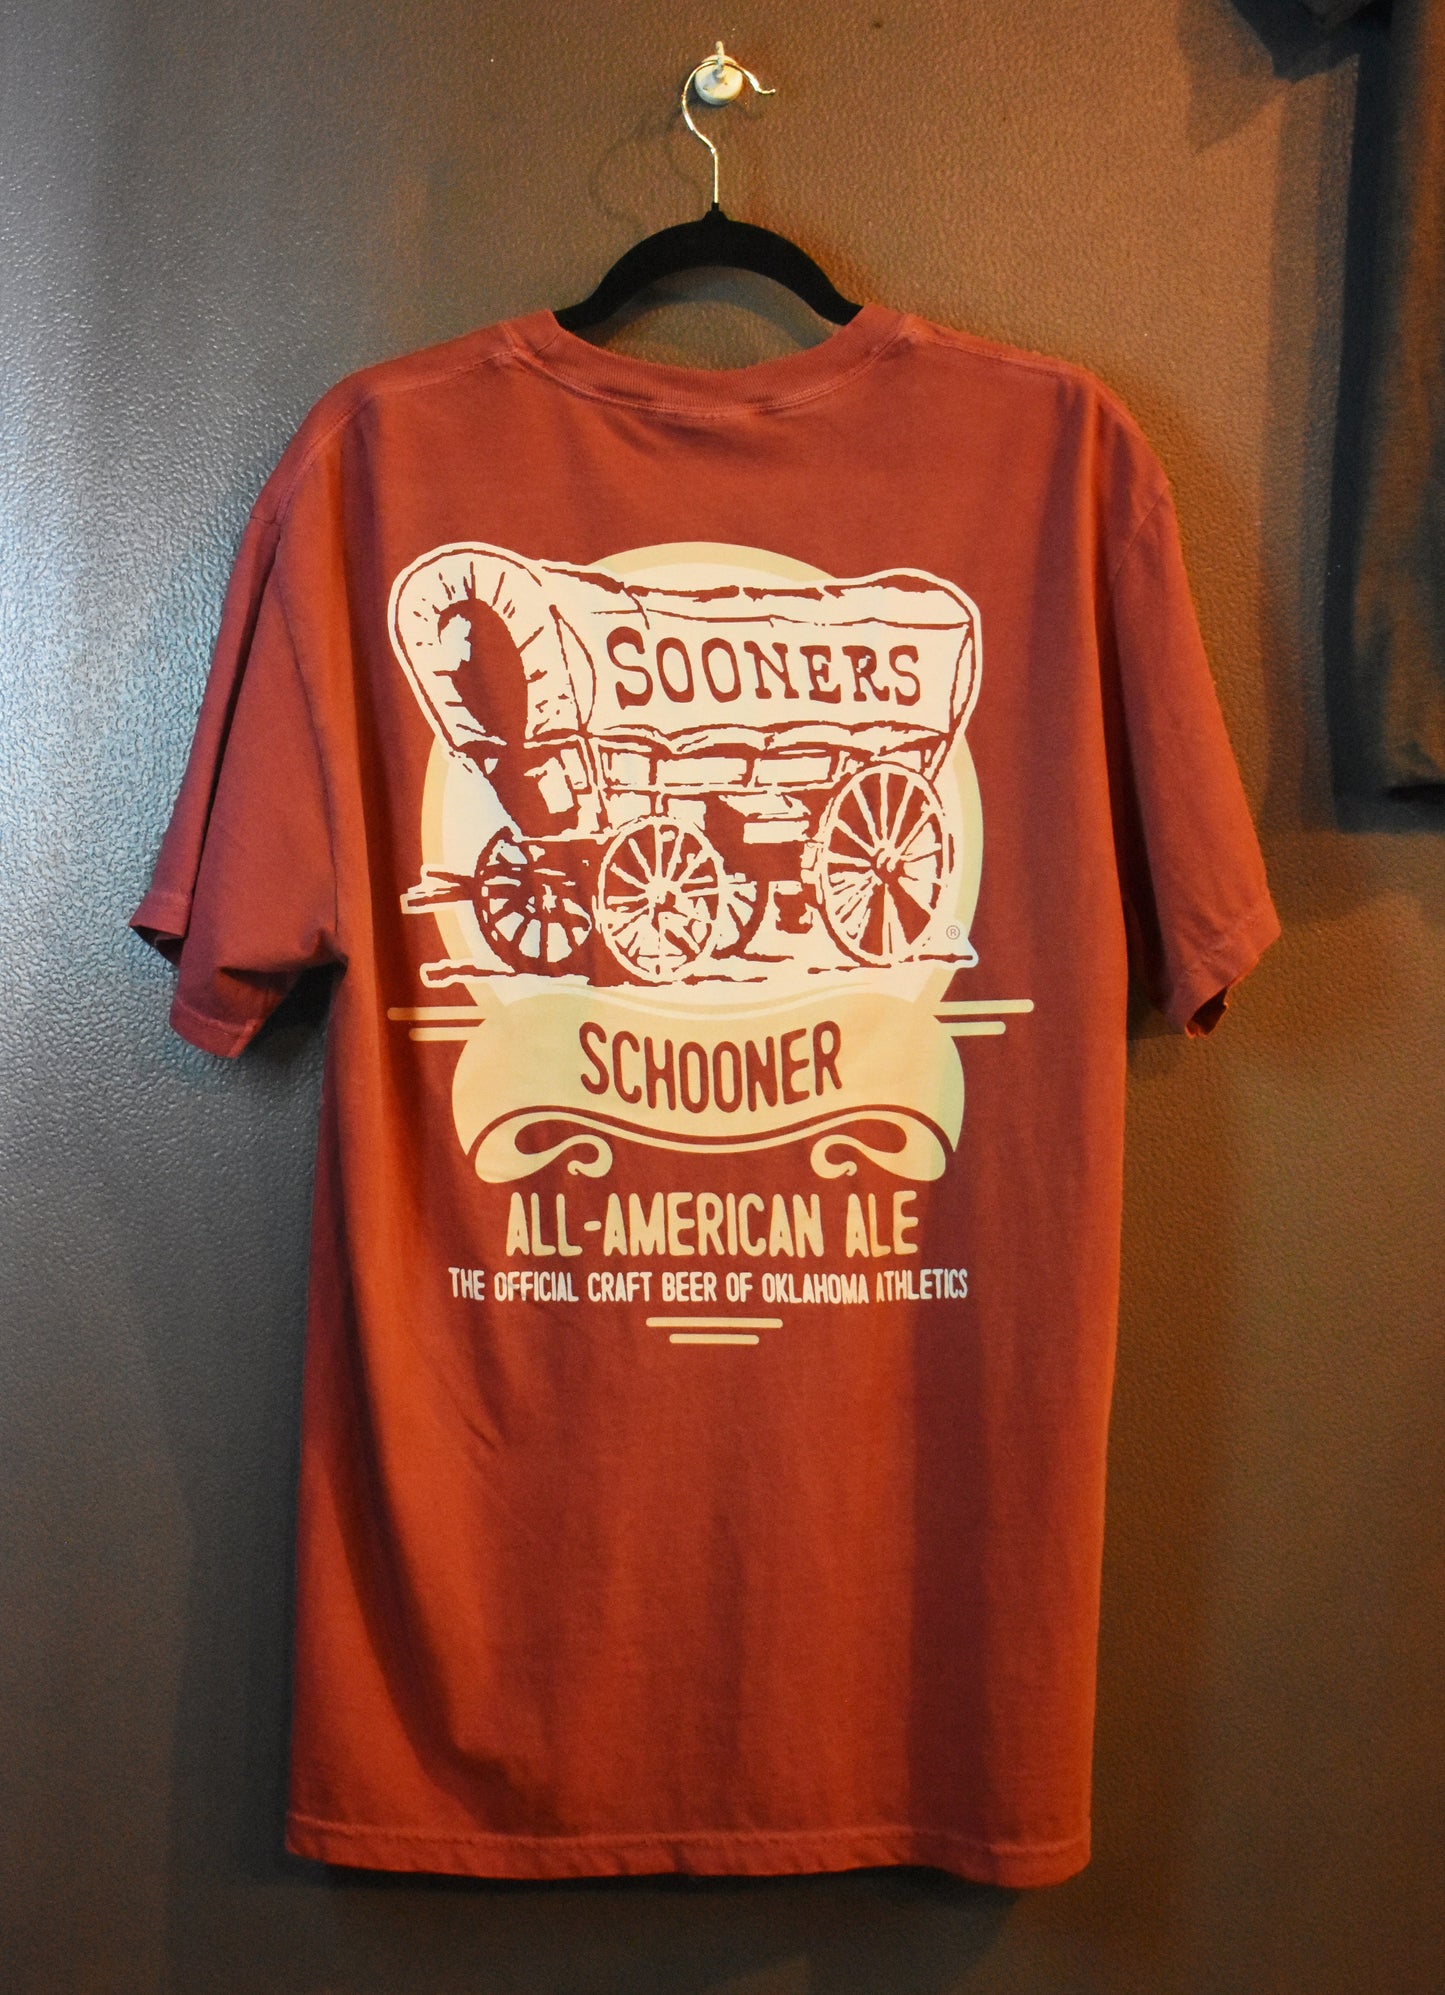 SOONERS
®
SCHOONER
ALL-AMERICAN ALE
THE OFFICIAL CRAFT BEER OF OKLAHOMA ATHLETICS